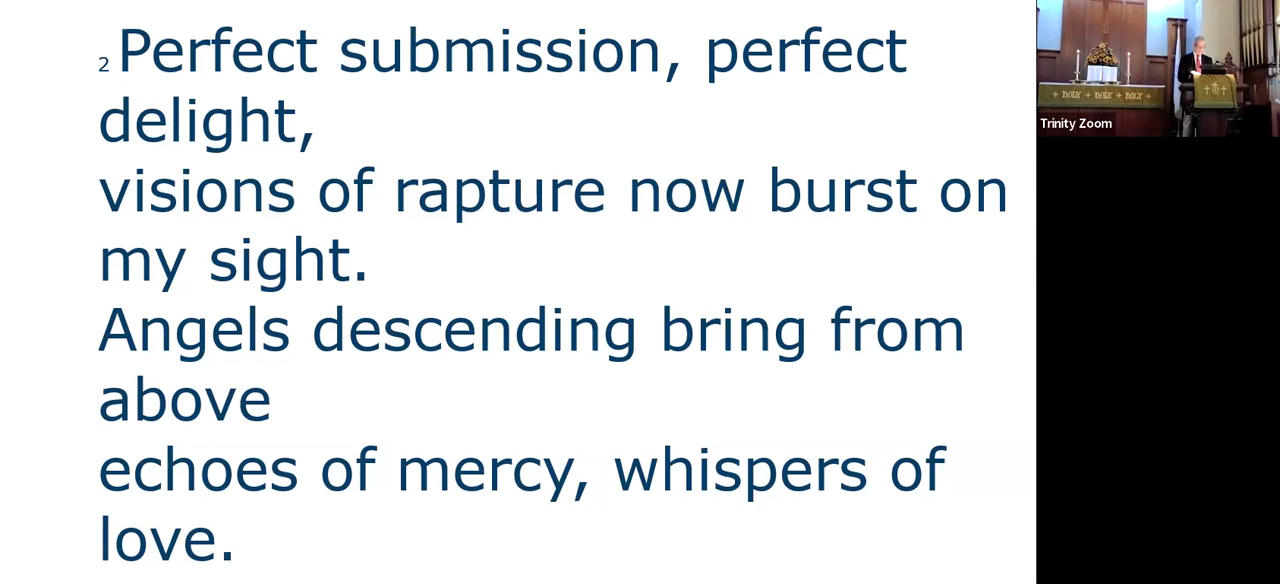 2 Perfect submission, perfect
delight,
visions of rapture now burst on
my sight.
Angels descending bring from
above
echoes of mercy, whispers of
love.
Trinity Zoom